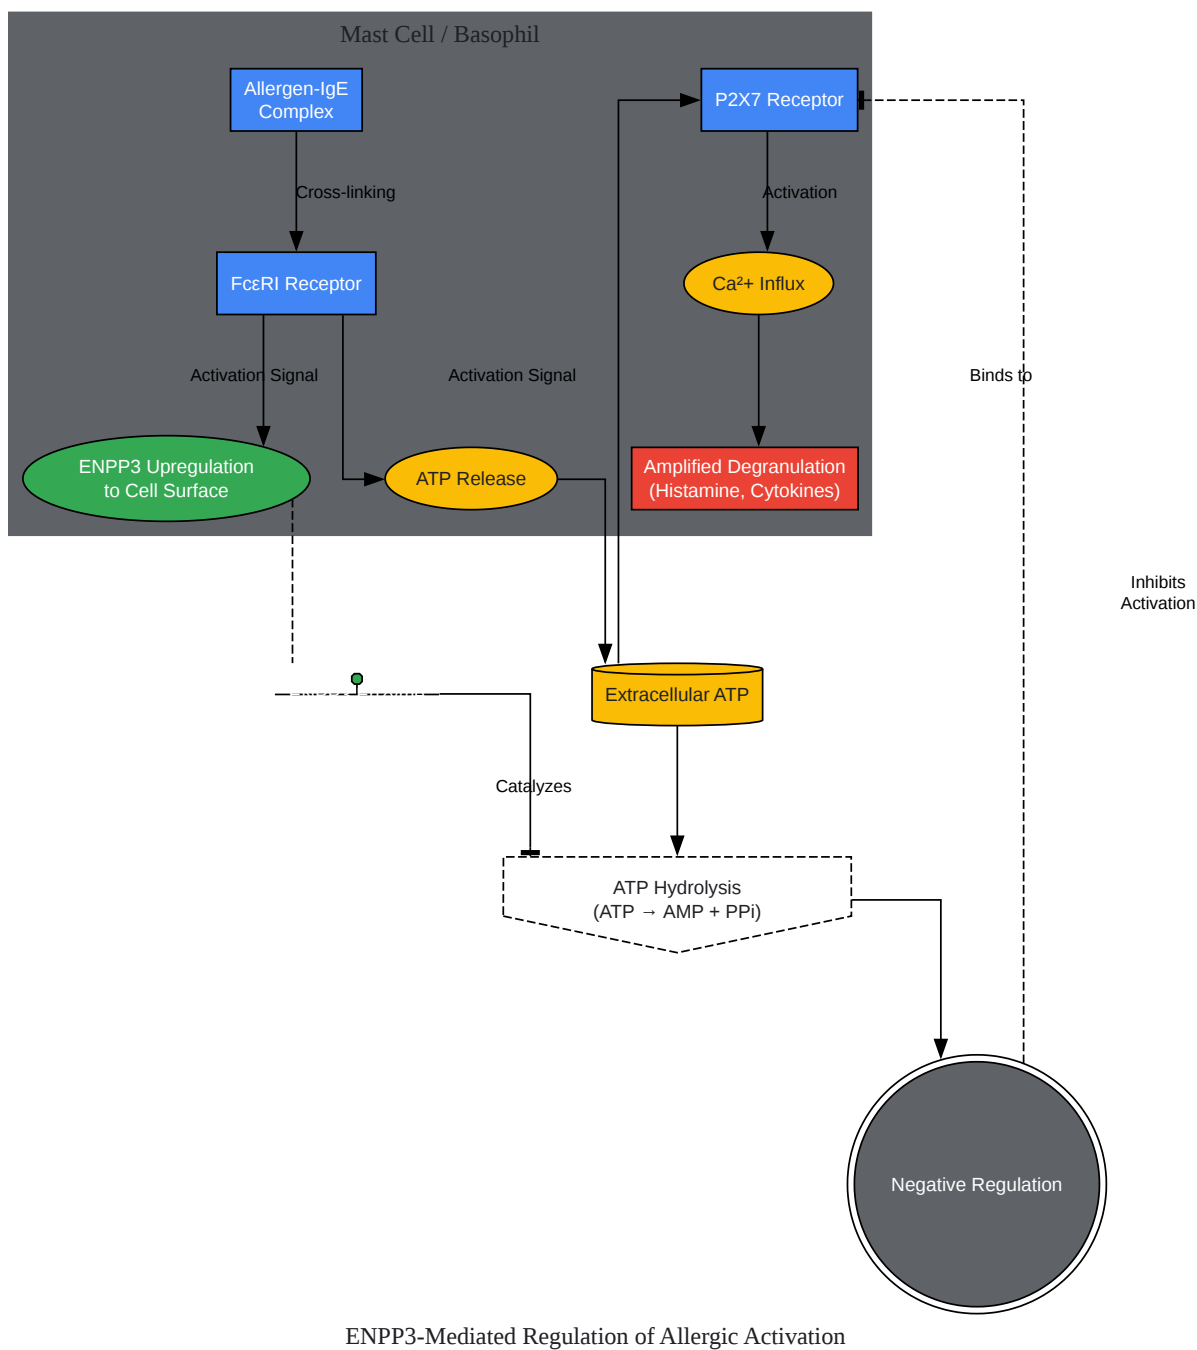 Mast Cell / Basophil
Allergen-IgE
Complex
P2X7 Receptor
Cross-linking
Activation
FcεRI Receptor
Ca²+ Influx
Activation Signal
Activation Signal
Binds to
ENPP3 Upregulation
to Cell Surface
ATP Release
Amplified Degranulation
(Histamine, Cytokines)
Inhibits
Activation
Extracellular ATP
Catalyzes
ATP Hydrolysis
(ATP → AMP + PPi)
Negative Regulation
ENPP3-Mediated Regulation of Allergic Activation